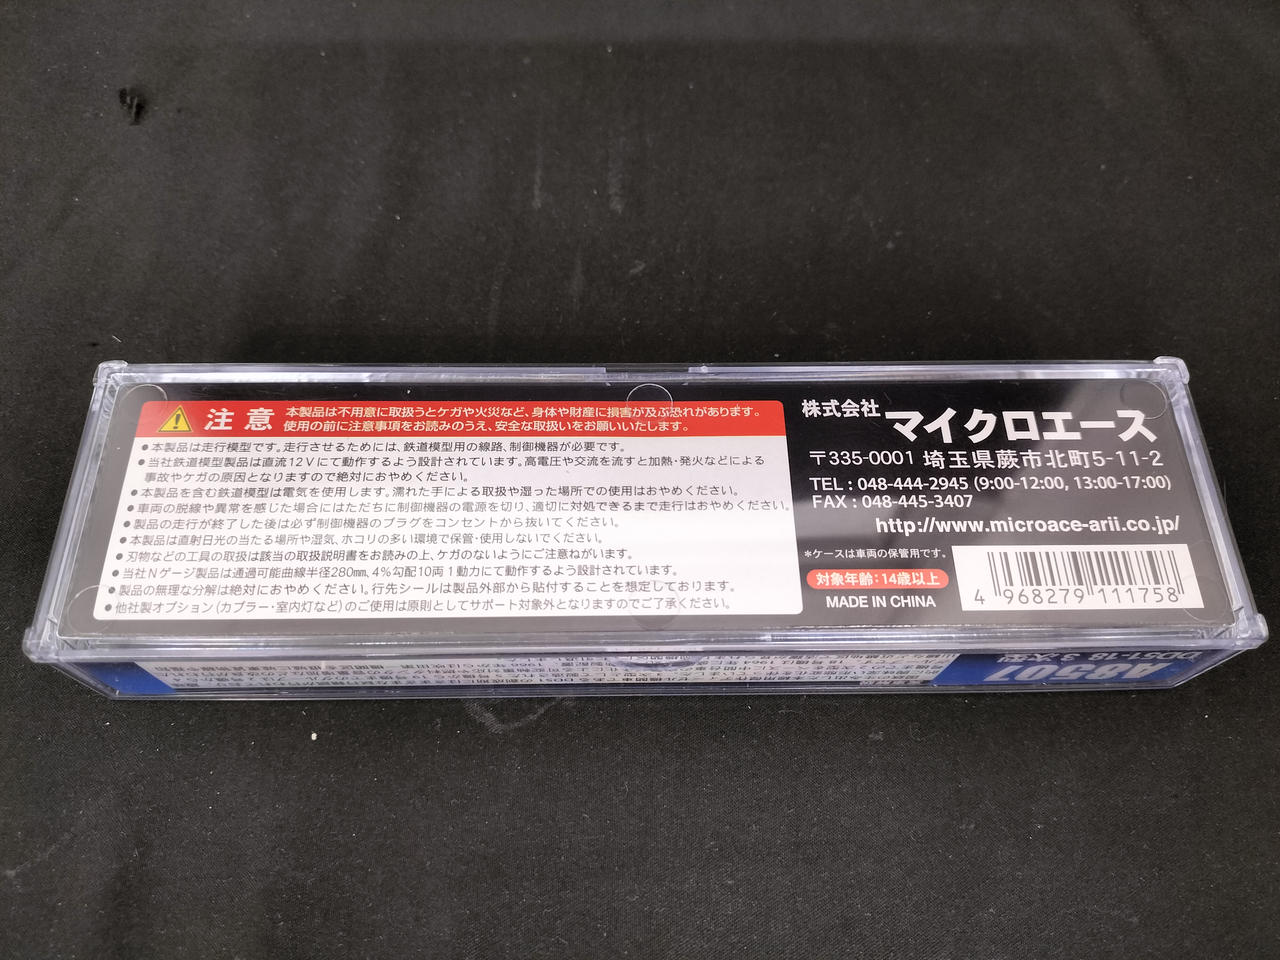 注意
本製品は不用意に取扱うとケガや火災など、身体や財産に損害が及ぶ恐れがあります。
使用の前に注意事項をお読みのうえ、安全な取扱いをお願いいたします。
●本製品は走行模型です。走行させるためには、鉄道模型用の線路、制御機器が必要です。
●当社鉄道模型製品は直流12Vにて動作するよう設計されています。高電圧や交流を流すと加熱・発火などによる
事故やケガの原因となりますので絶対におやめください。
●本製品を含む鉄道模型は電気を使用します。濡れた手による取扱や湿った場所での使用はおやめください。
●車両の脱線や異常を感じた場合にはただちに制御機器の電源を切り、適切に対処できるまで走行はおやめください。
●製品の走行が終了した後は必ず制御機器のプラグをコンセントから抜いてください。
●本製品は直射日光の当たる場所や湿気、ホコリの多い環境で保管・使用しないでください。
●刃物などの工具の取扱は該当の取扱説明書をお読みの上、ケガのないようにご注意ねがいます。
●当社Nゲージ製品は通過可能曲線半径280mm、4%勾配10両1動力にて動作するよう設計されています。
●製品の無理な分解は絶対におやめください。行先シールは製品外部から貼付することを想定しております。
●他社製オプション(カプラー・室内灯など)のご使用は原則としてサポート対象外となりますのでご了承ください。
株式会社
マイクロエース
〒335-0001 埼玉県蕨市北町5-11-2
TEL : 048-444-2945 (9:00-12:00, 13:00-17:00)
FAX : 048-445-3407
http://www.microace-arii.co.jp/
*ケースは車両の保管用です。
対象年齢:14歳以上
MADE IN CHINA
4 968279 111758
A8507
DD51-18 3次型